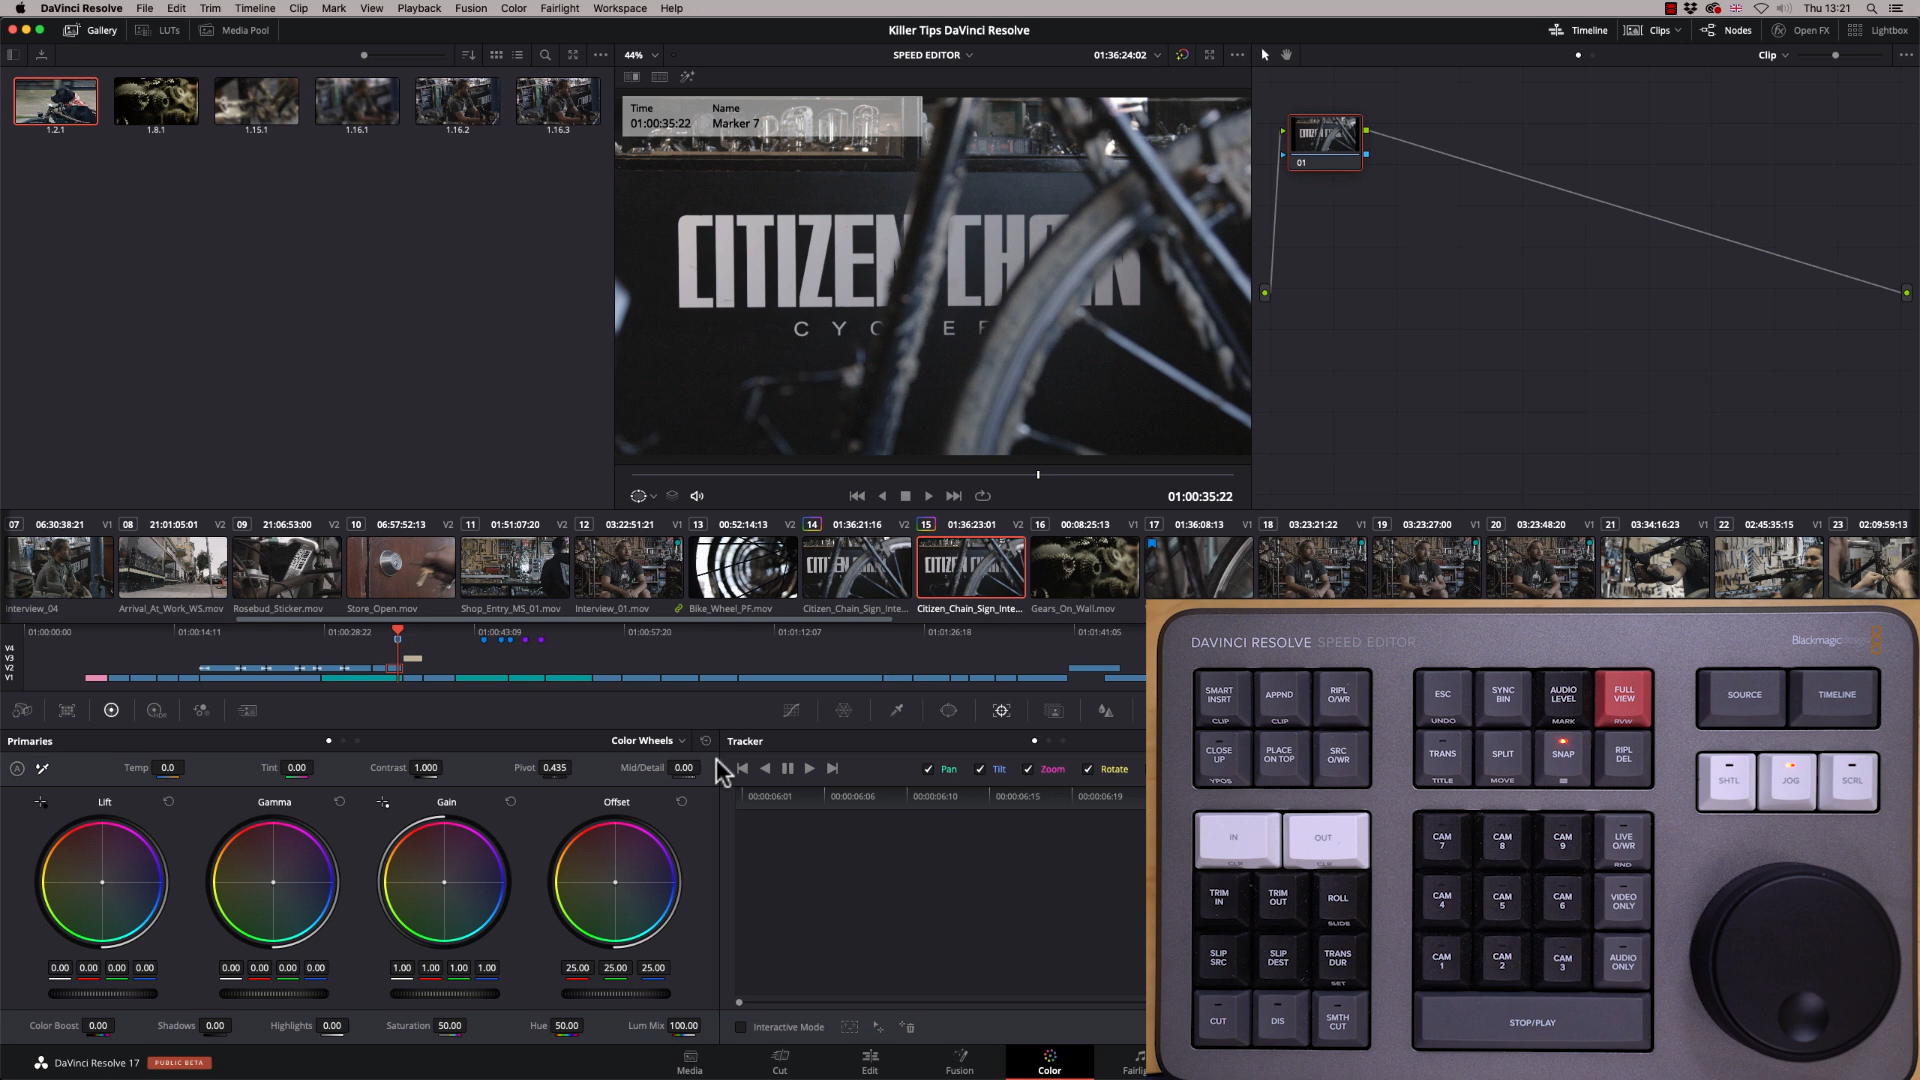 DaVinci Resolve File Edit Trim Timeline Clip Mark View Playback Fusion Color Fairlight Workspace Help Thu 13:21
Gallery LUTs Media Pool Killer Tips DaVinci Resolve Timeline Clips Nodes Open FX Lightbox
44% SPEED EDITOR 01:36:24:02 Clip
1.2.1 1.8.1 1.15.1 1.16.1 1.16.2 1.16.3
Time Name
01:00:35:22 Marker 7
CITIZEN CHAIN
01
01:00:35:22
07 06:30:38:21 V1 08 21:01:05:01 V2 09 21:06:53:00 V2 10 06:57:52:13 V2 11 01:51:07:20 V2 12 03:22:51:21 V1 13 00:52:14:13 V2 14 01:36:21:16 V2 15 01:36:23:01 V2 16 00:08:25:13 V1 17 01:36:08:13 V1 18 03:23:21:22 V1 19 03:23:27:00 V1 20 03:23:48:20 V1 21 03:34:16:23 V1 22 02:45:35:15 V1 23 02:09:59:13
Interview_04 Arrival_At_Work_WS.mov Rosebud_Sticker.mov Store_Open.mov Shop_Entry_MS_01.mov Interview_01.mov Bike_Wheel_PF.mov Citizen_Chain_Sign_Inte... Citizen_Chain_Sign_Inte... Gears_On_Wall.mov
01:00:00:00 01:00:14:11 01:00:28:22 01:00:43:09 01:00:57:20 01:01:12:07 01:01:26:18 01:01:41:05
V4
V3
V2
V1
Primaries Color Wheels Tracker
Temp 0.0 Tint 0.00 Contrast 1.000 Pivot 0.435 Mid/Detail 0.00 Pan Tilt Zoom Rotate
00:00:06:01 00:00:06:06 00:00:06:10 00:00:06:15 00:00:06:19
Lift Gamma Gain Offset
0.00 0.00 0.00 0.00 0.00 0.00 0.00 0.00 1.00 1.00 1.00 1.00 25.00 25.00 25.00
Color Boost 0.00 Shadows 0.00 Highlights 0.00 Saturation 50.00 Hue 50.00 Lum Mix 100.00 Interactive Mode
DaVinci Resolve 17 PUBLIC BETA Media Cut Edit Fusion Color
DAVINCI RESOLVE SPEED EDITOR Blackmagicdesign
SMART INSRT CLIP APPND CLIP RIPL O/WR ESC UNDO SYNC BIN AUDIO LEVEL MARK FULL VIEW RVW SOURCE TIMELINE
CLOSE UP YPOS PLACE ON TOP SRC O/WR TRANS TITLE SPLIT MOVE SNAP RIPL DEL SHTL JOG SCRL
IN CLR OUT CLR CAM 7 CAM 8 CAM 9 LIVE O/WR RND
TRIM IN TRIM OUT ROLL SLIDE CAM 4 CAM 5 CAM 6 VIDEO ONLY
SLIP SRC SLIP DEST TRANS DUR SET CAM 1 CAM 2 CAM 3 AUDIO ONLY
CUT DIS SMTH CUT STOP/PLAY